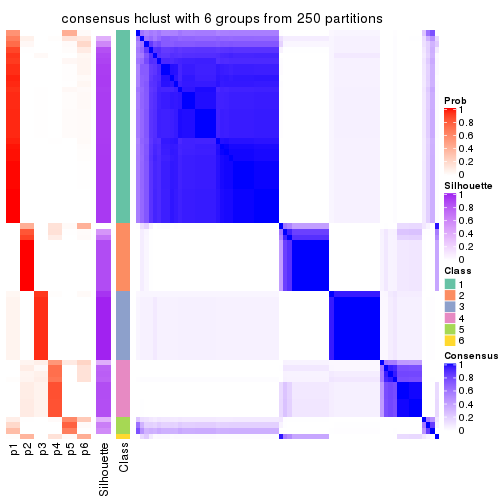 consensus hclust with 6 groups from 250 partitions
Prob
1
0.8
0.6
0.4
0.2
0
Silhouette
1
0.8
0.6
0.4
0.2
0
Class
1
2
3
4
5
6
Consensus
1
0.8
0.6
0.4
0.2
0
p1
p2
p3
p4
p5
p6
Silhouette
Class